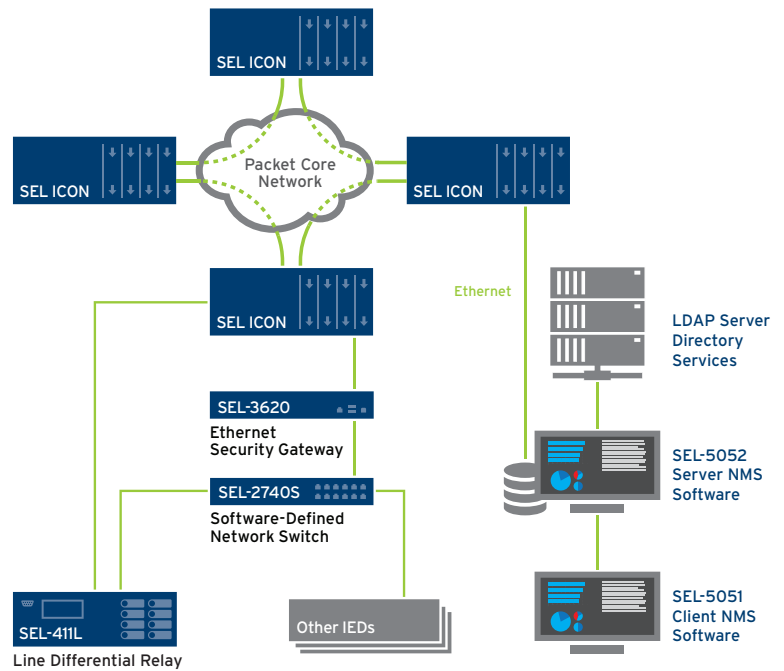 SEL ICON
SEL ICON
Packet Core
Network
SEL ICON
SEL ICON
Ethernet
LDAP Server
Directory
Services
SEL-3620
Ethernet
Security Gateway
SEL-2740S
Software-Defined
Network Switch
SEL-5052
Server NMS
Software
SEL-411L
Line Differential Relay
Other IEDs
SEL-5051
Client NMS
Software